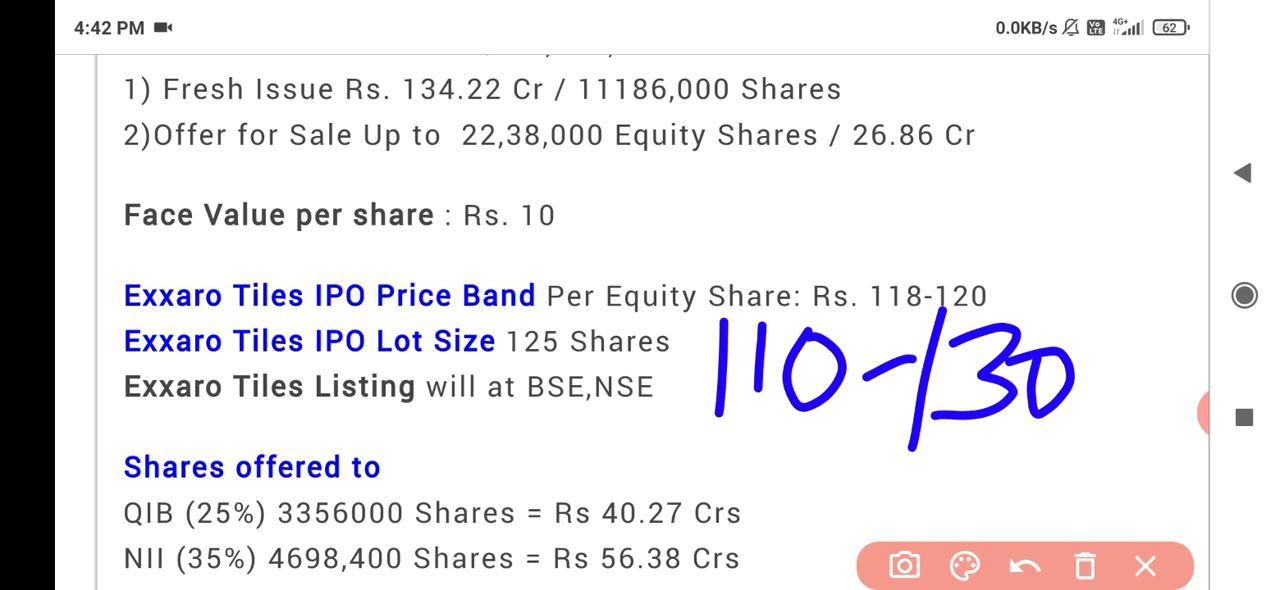 4:42 PM
0.0KB/s Vo LTE 4G+ 62
1) Fresh Issue Rs. 134.22 Cr / 11186,000 Shares
2)Offer for Sale Up to 22,38,000 Equity Shares / 26.86 Cr
Face Value per share : Rs. 10
Exxaro Tiles IPO Price Band Per Equity Share: Rs. 118-120
Exxaro Tiles IPO Lot Size 125 Shares
110-130
Exxaro Tiles Listing will at BSE,NSE
Shares offered to
QIB (25%) 3356000 Shares = Rs 40.27 Crs
NII (35%) 4698,400 Shares = Rs 56.38 Crs